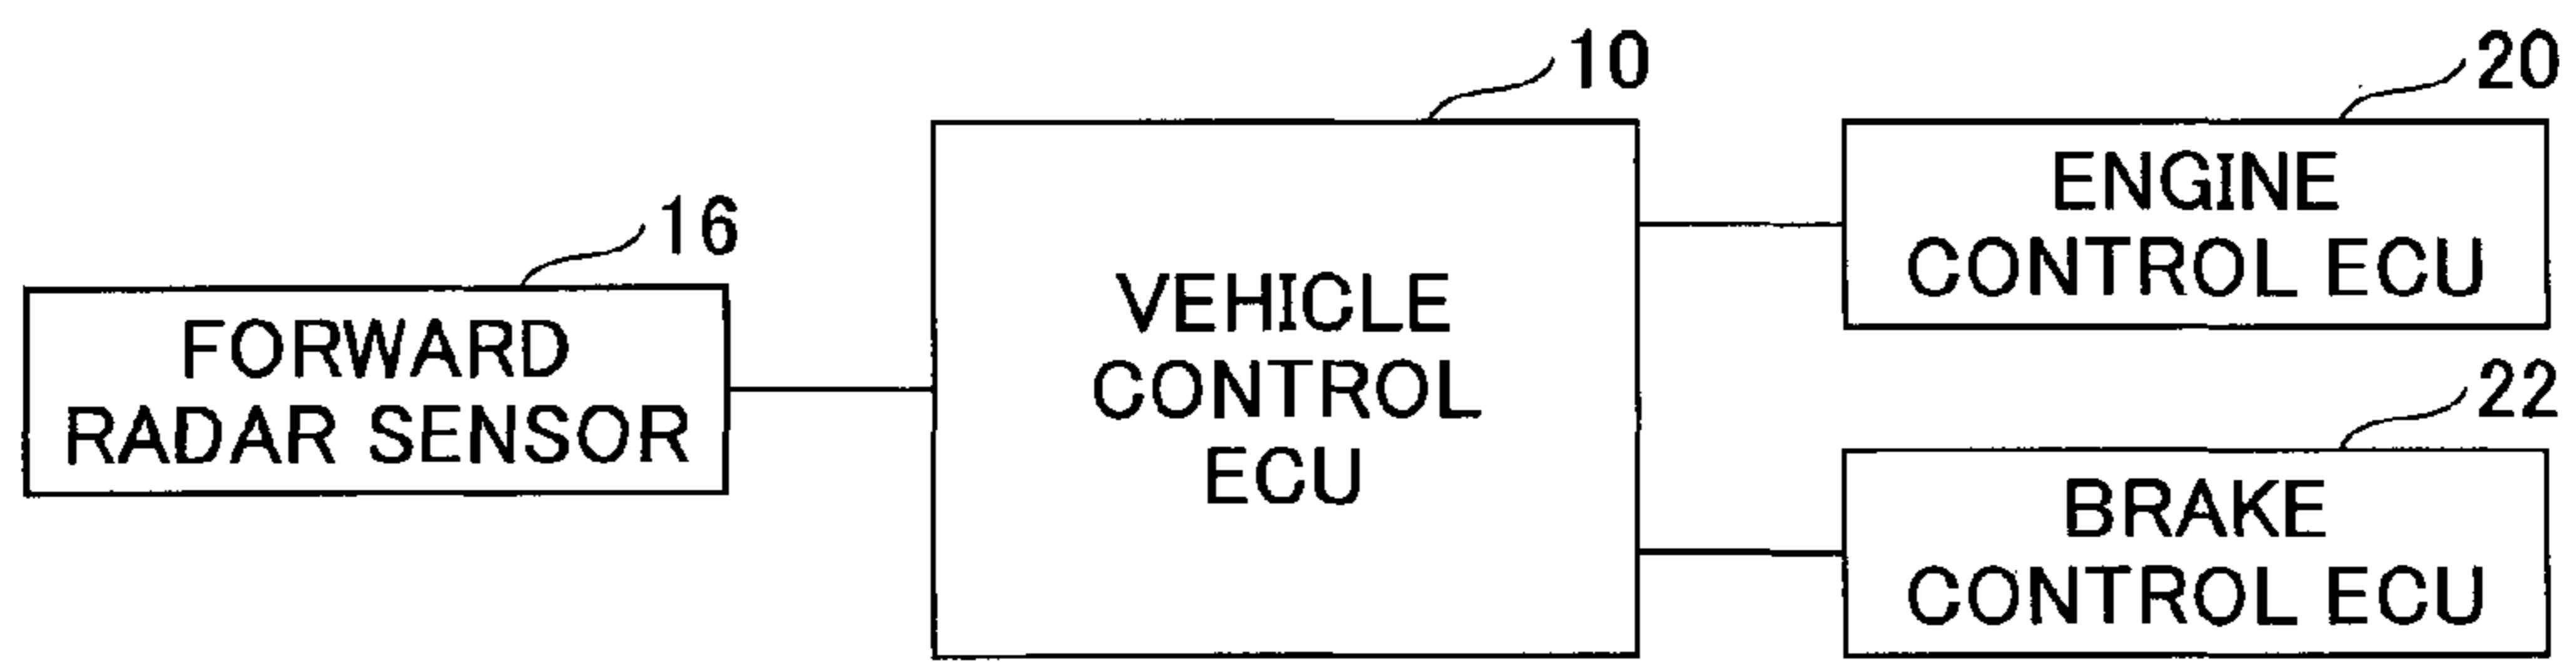 10
20
16
ENGINE
CONTROL ECU
FORWARD
RADAR SENSOR
VEHICLE
CONTROL
ECU
22
BRAKE
CONTROL ECU